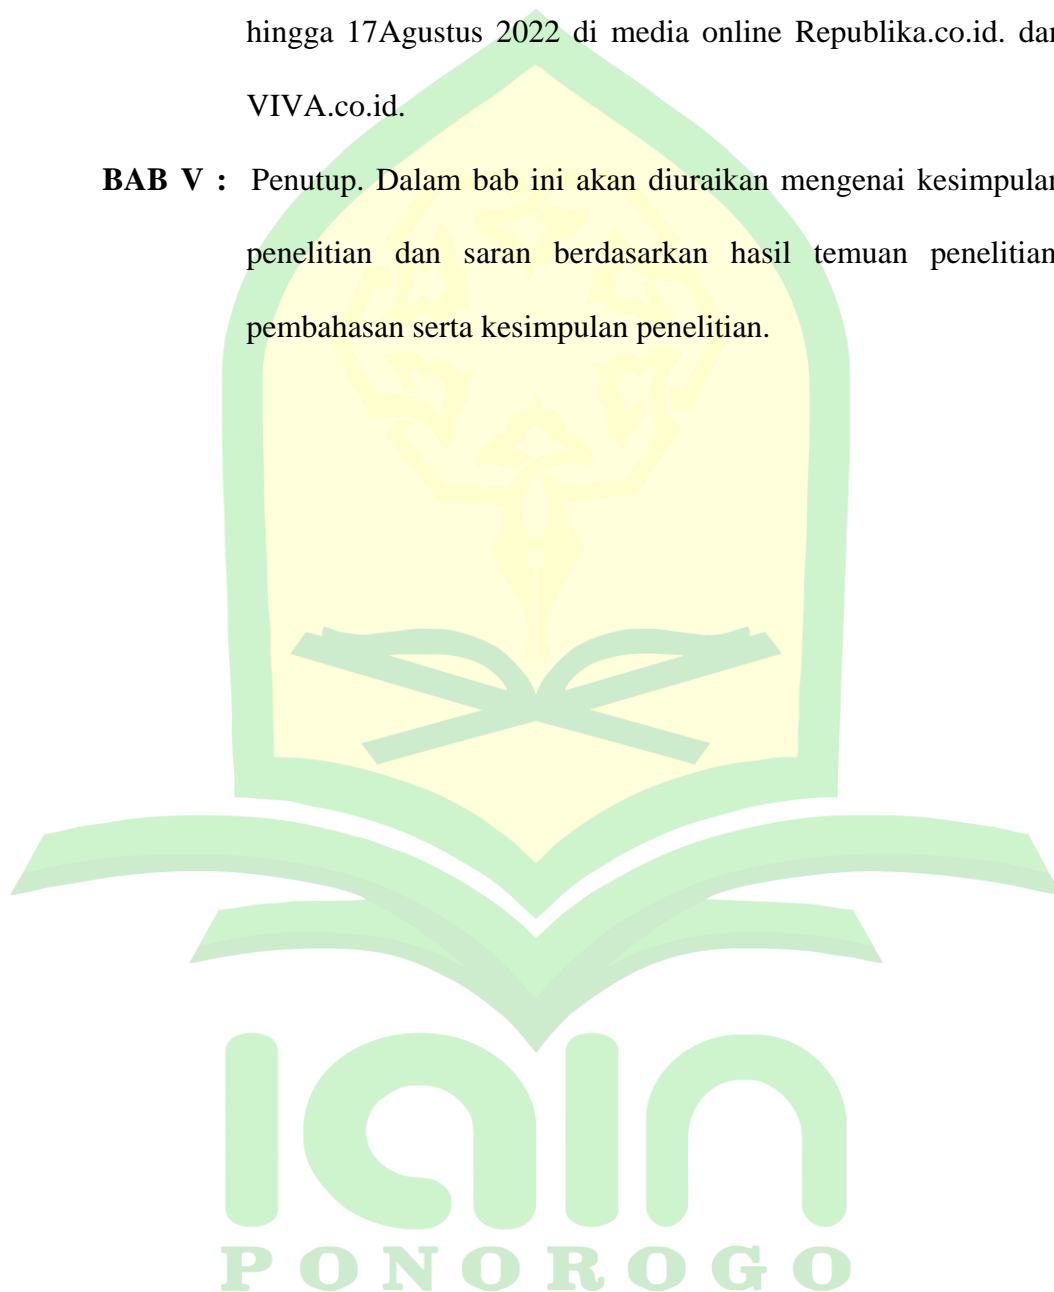 hingga 17Agustus 2022 di media online Republika.co.id. dan
VIVA.co.id.
BAB V : Penutup. Dalam bab ini akan diuraikan mengenai kesimpulan
penelitian dan saran berdasarkan hasil temuan penelitian
pembahasan serta kesimpulan penelitian.
iain
PONOROGO